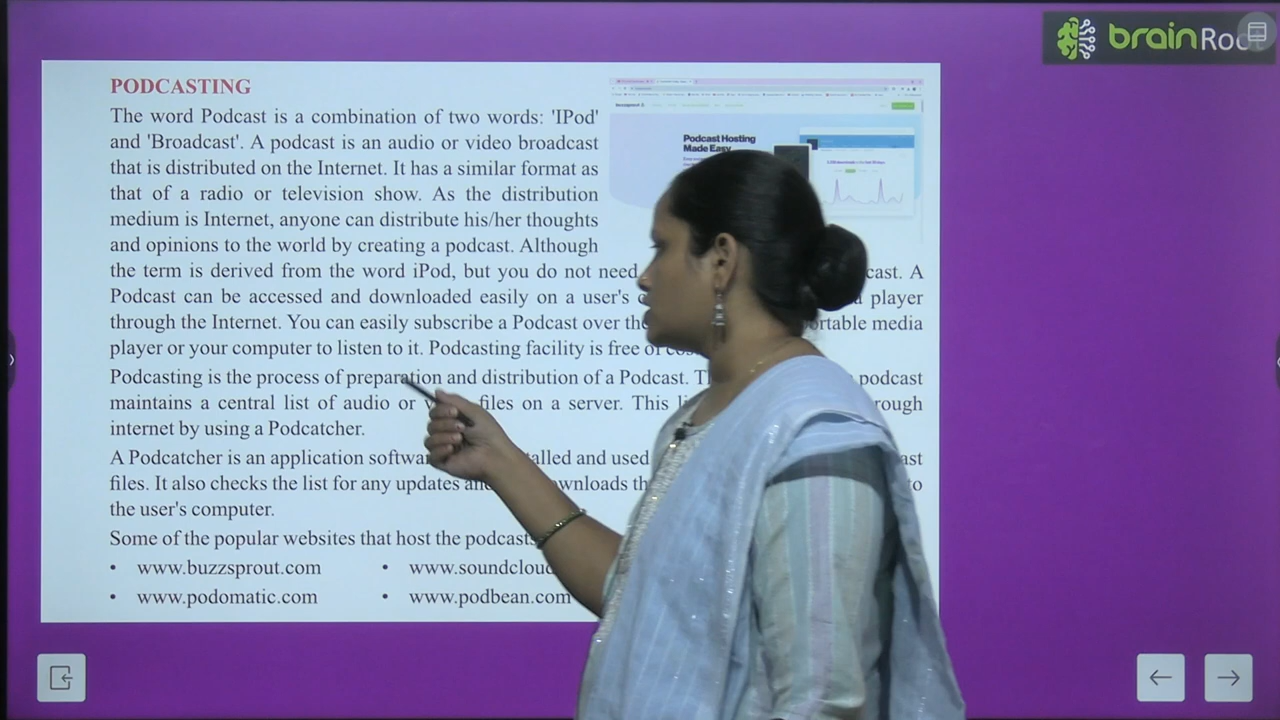 brainRoo
PODCASTING
The word Podcast is a combination of two words: 'IPod'
and 'Broadcast'. A podcast is an audio or video broadcast
that is distributed on the Internet. It has a similar format as
that of a radio or television show. As the distribution
medium is Internet, anyone can distribute his/her thoughts
and opinions to the world by creating a podcast. Although
Podcast Hosting
Made Easy
the term is derived from the word iPod, but you do not need cast. A
Podcast can be accessed and downloaded easily on a user's player
through the Internet. You can easily subscribe a Podcast over the portable media
player or your computer to listen to it. Podcasting facility is free of cost.
Podcasting is the process of preparation and distribution of a Podcast. podcast
maintains a central list of audio or files on a server. This
internet by using a Podcatcher.
A Podcatcher is an application and used
files. It also checks the list for any updates
the user's computer.
Some of the popular websites that host the podcast
• www.buzzsprout.com • www.soundcloud
• www.podomatic.com • www.podbean.com